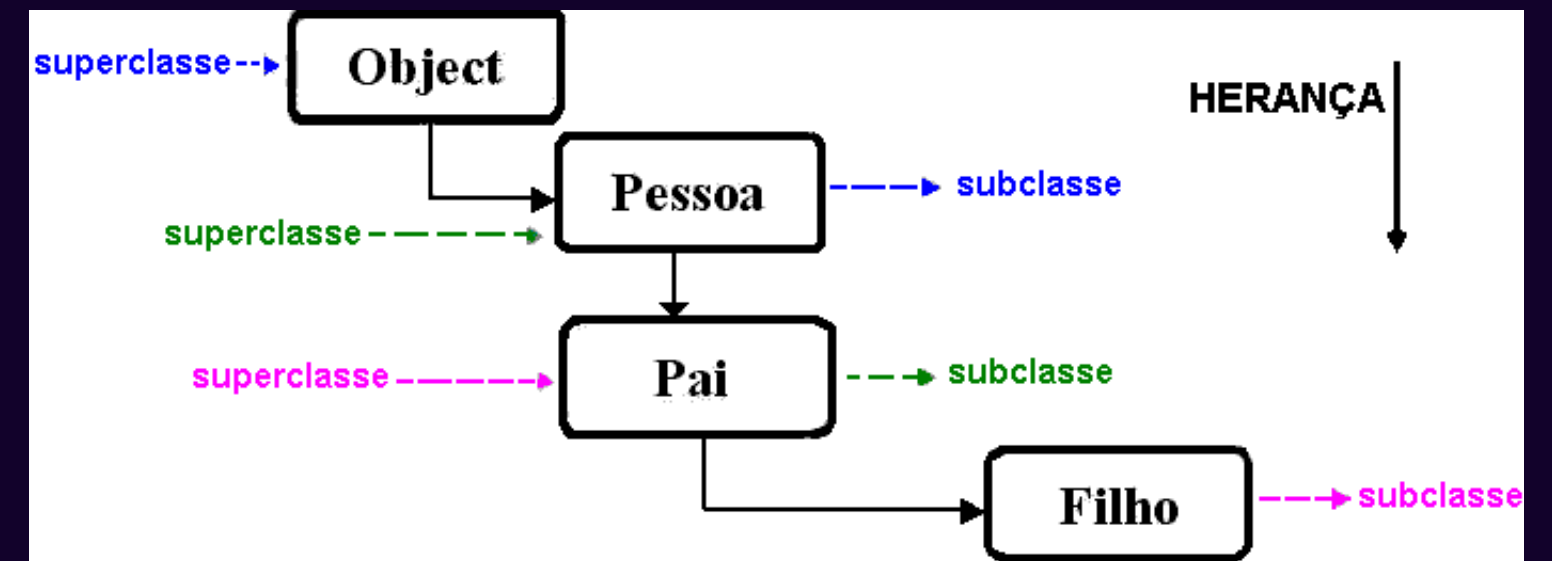 superclasse
Object
HERANÇA
Pessoa
subclasse
superclasse
superclasse
Pai
subclasse
Filho
subclasse